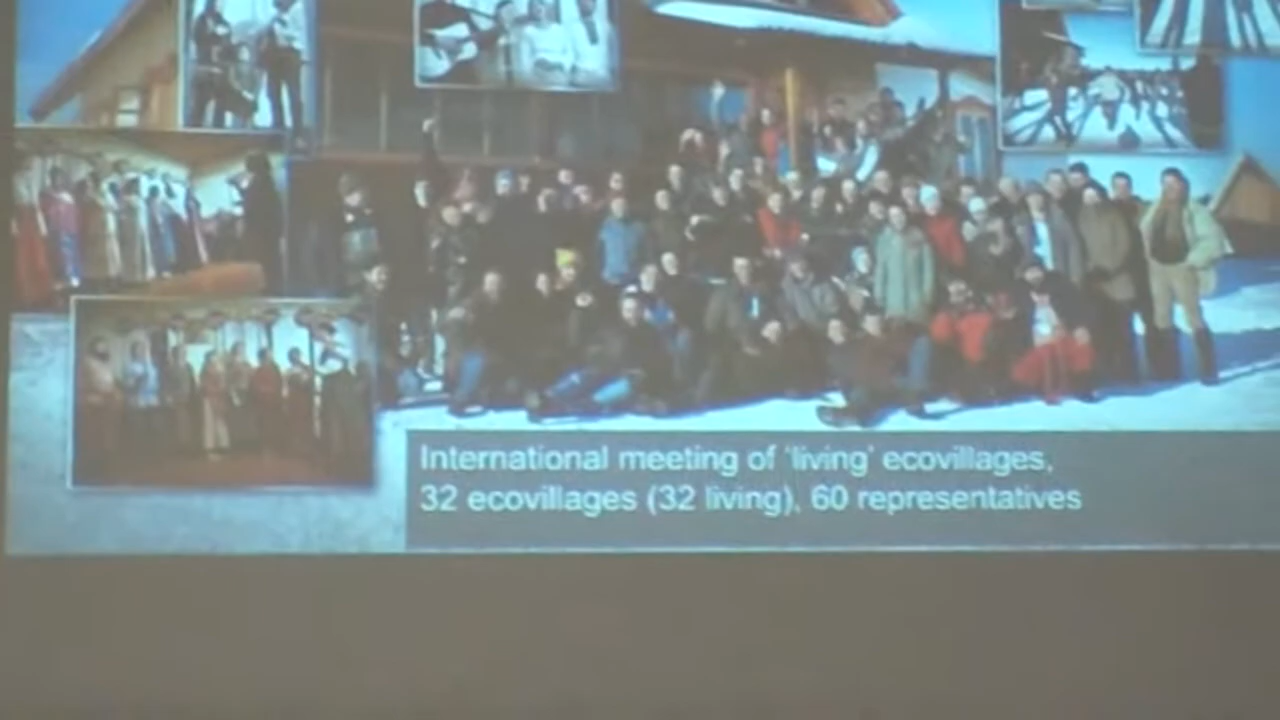 International meeting of 'living' ecovillages,
32 ecovillages (32 living), 60 representatives